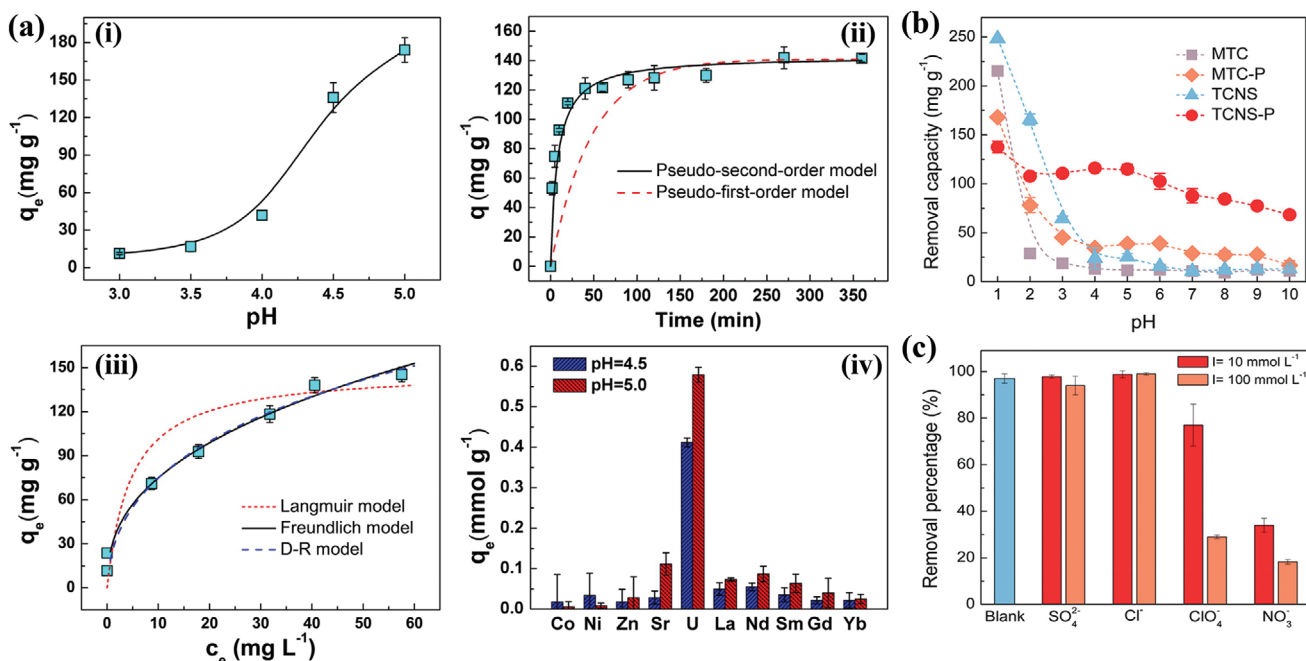 (a)
(i)
180
150
120
90
60
30
0
qₑ(mg g⁻¹)
3.0 3.5 4.0 4.5 5.0
pH
(ii)
160
140
120
100
80
60
40
20
0
q (mg g⁻¹)
Pseudo-second-order model
Pseudo-first-order model
0 50 100 150 200 250 300 350
Time (min)
(b)
250
200
150
100
50
0
Removal capacity (mg g⁻¹)
MTC
MTC-P
TCNS
TCNS-P
1 2 3 4 5 6 7 8 9 10
pH
(iii)
150
120
90
60
30
0
qₑ(mg g⁻¹)
Langmuir model
Freundlich model
D-R model
0 10 20 30 40 50 60
cₑ (mg L⁻¹)
(iv)
pH=4.5
pH=5.0
0.6
0.5
0.4
0.3
0.2
0.1
0.0
qₑ(mmol g⁻¹)
Co Ni Zn Sr U La Nd Sm Gd Yb
(c)
I= 10 mmol L⁻¹
I= 100 mmol L⁻¹
100
80
60
40
20
0
Removal percentage (%)
Blank SO₄²⁻ Cl⁻ ClO₄⁻ NO₃⁻